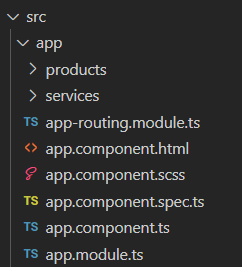 src
app
products
services
TS app-routing.module.ts
<> app.component.html
app.component.scss
TS app.component.spec.ts
TS app.component.ts
TS app.module.ts